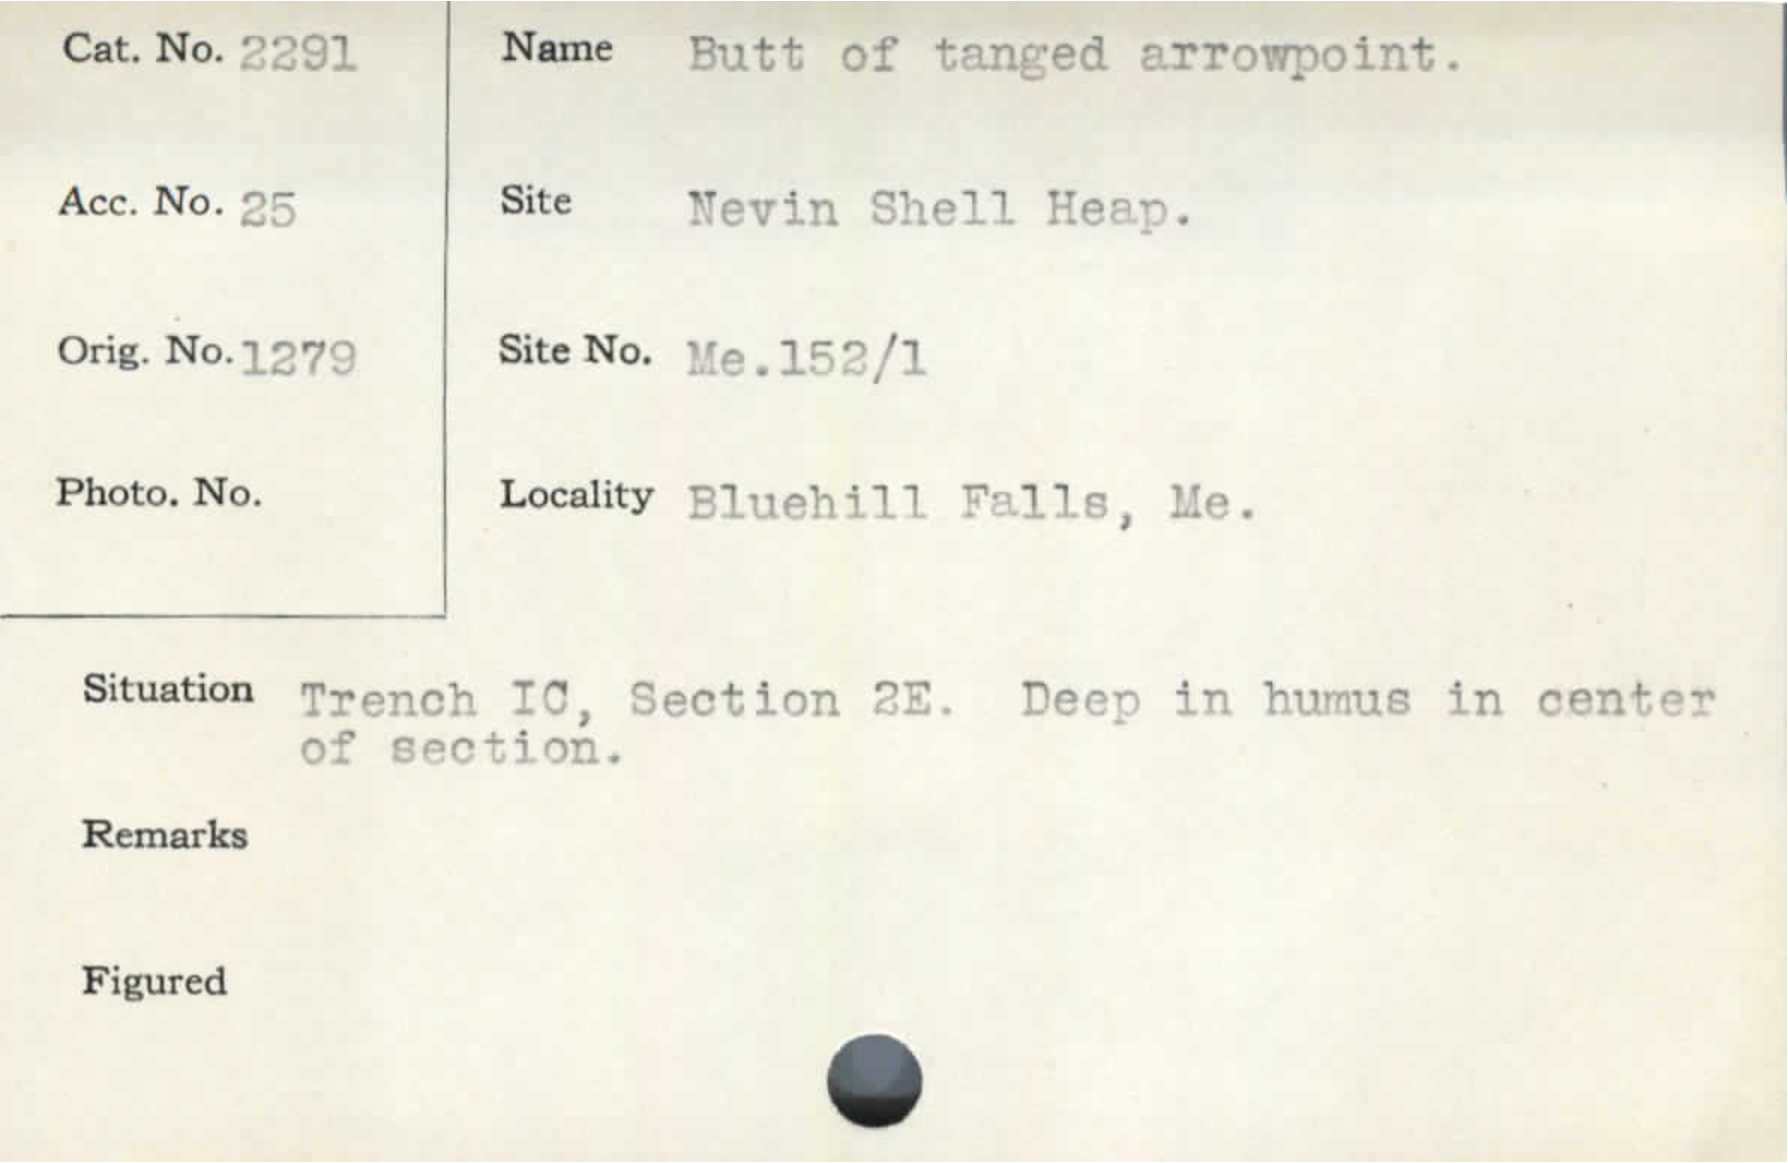 Cat. No. 2291
Name Butt of tanged arrowpoint.
Acc. No. 25
Site Nevin Shell Heap.
Orig. No. 1279
Site No. Me.152/1
Photo. No.
Locality Bluehill Falls, Me.
Situation Trench IC, Section 2E. Deep in humus in center
of section.
Remarks
Figured